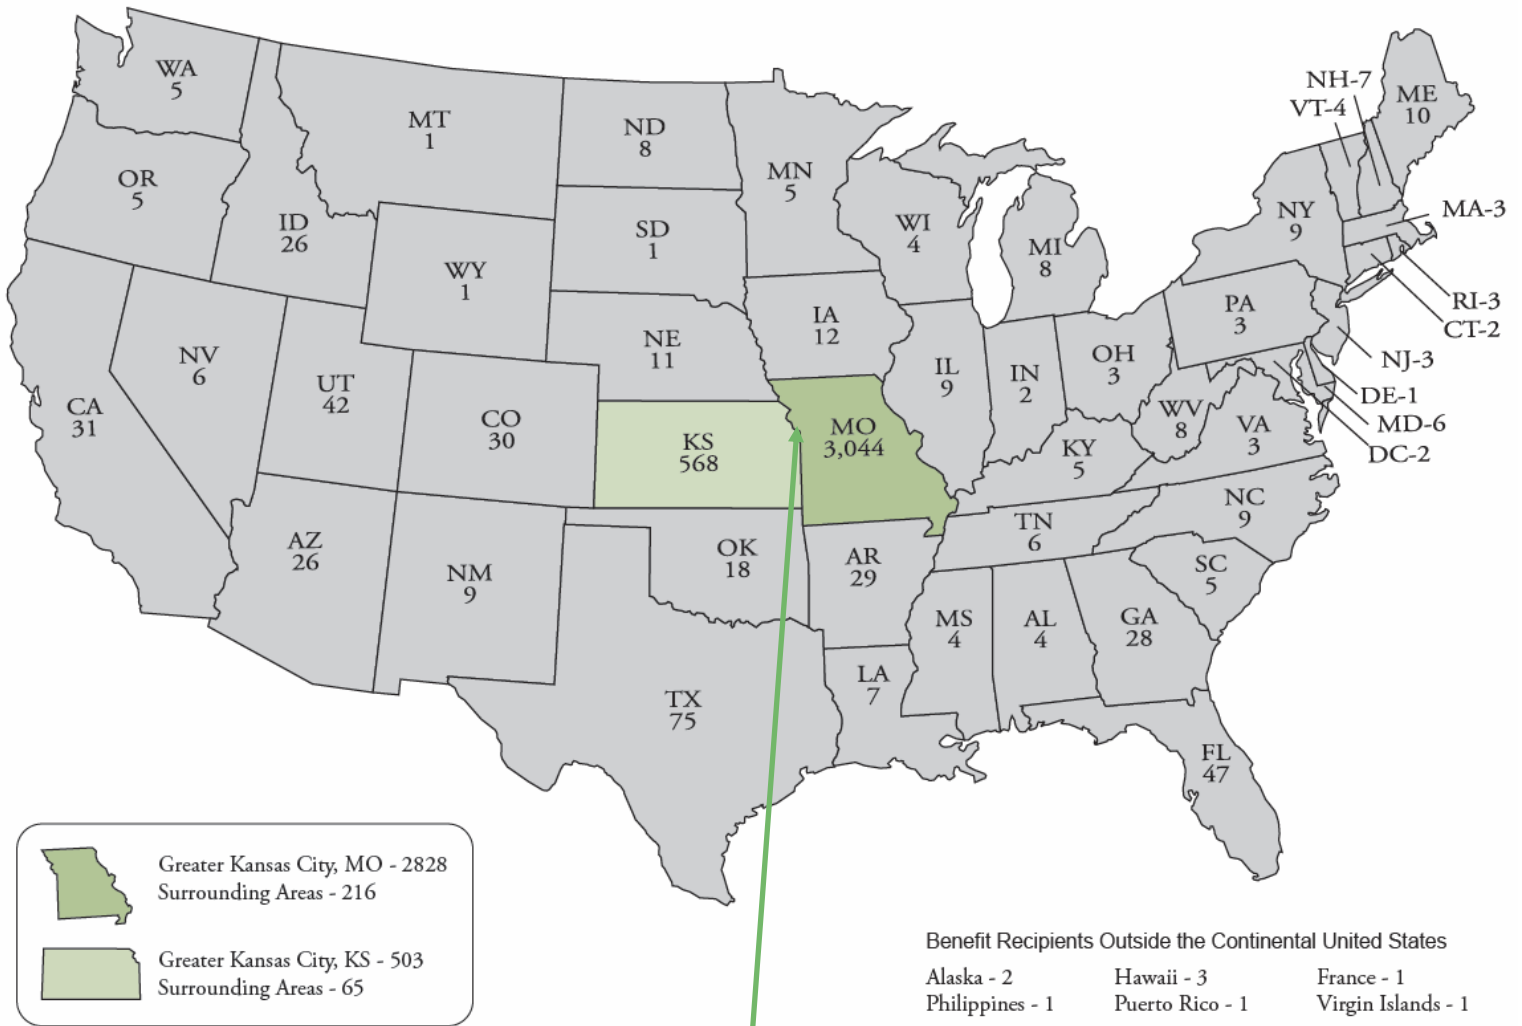 WA
5
MT
1
ND
8
MN
5
NH-7
VT-4
ME
10
OR
5
ID
26
SD
1
WI
4
MI
8
NY
9
MA-3
WY
1
NE
11
IA
12
PA
3
RI-3
CT-2
NV
6
UT
42
CO
30
IL
9
IN
2
OH
3
NJ-3
DE-1
MD-6
DC-2
CA
31
KS
568
MO
3,044
KY
5
WV
8
VA
3
AZ
26
NM
9
OK
18
AR
29
TN
6
NC
9
SC
5
MS
4
AL
4
GA
28
TX
75
LA
7
FL
47
Greater Kansas City, MO - 2828
Surrounding Areas - 216
Greater Kansas City, KS - 503
Surrounding Areas - 65
Benefit Recipients Outside the Continental United States
Alaska - 2 Hawaii - 3 France - 1
Philippines - 1 Puerto Rico - 1 Virgin Islands - 1